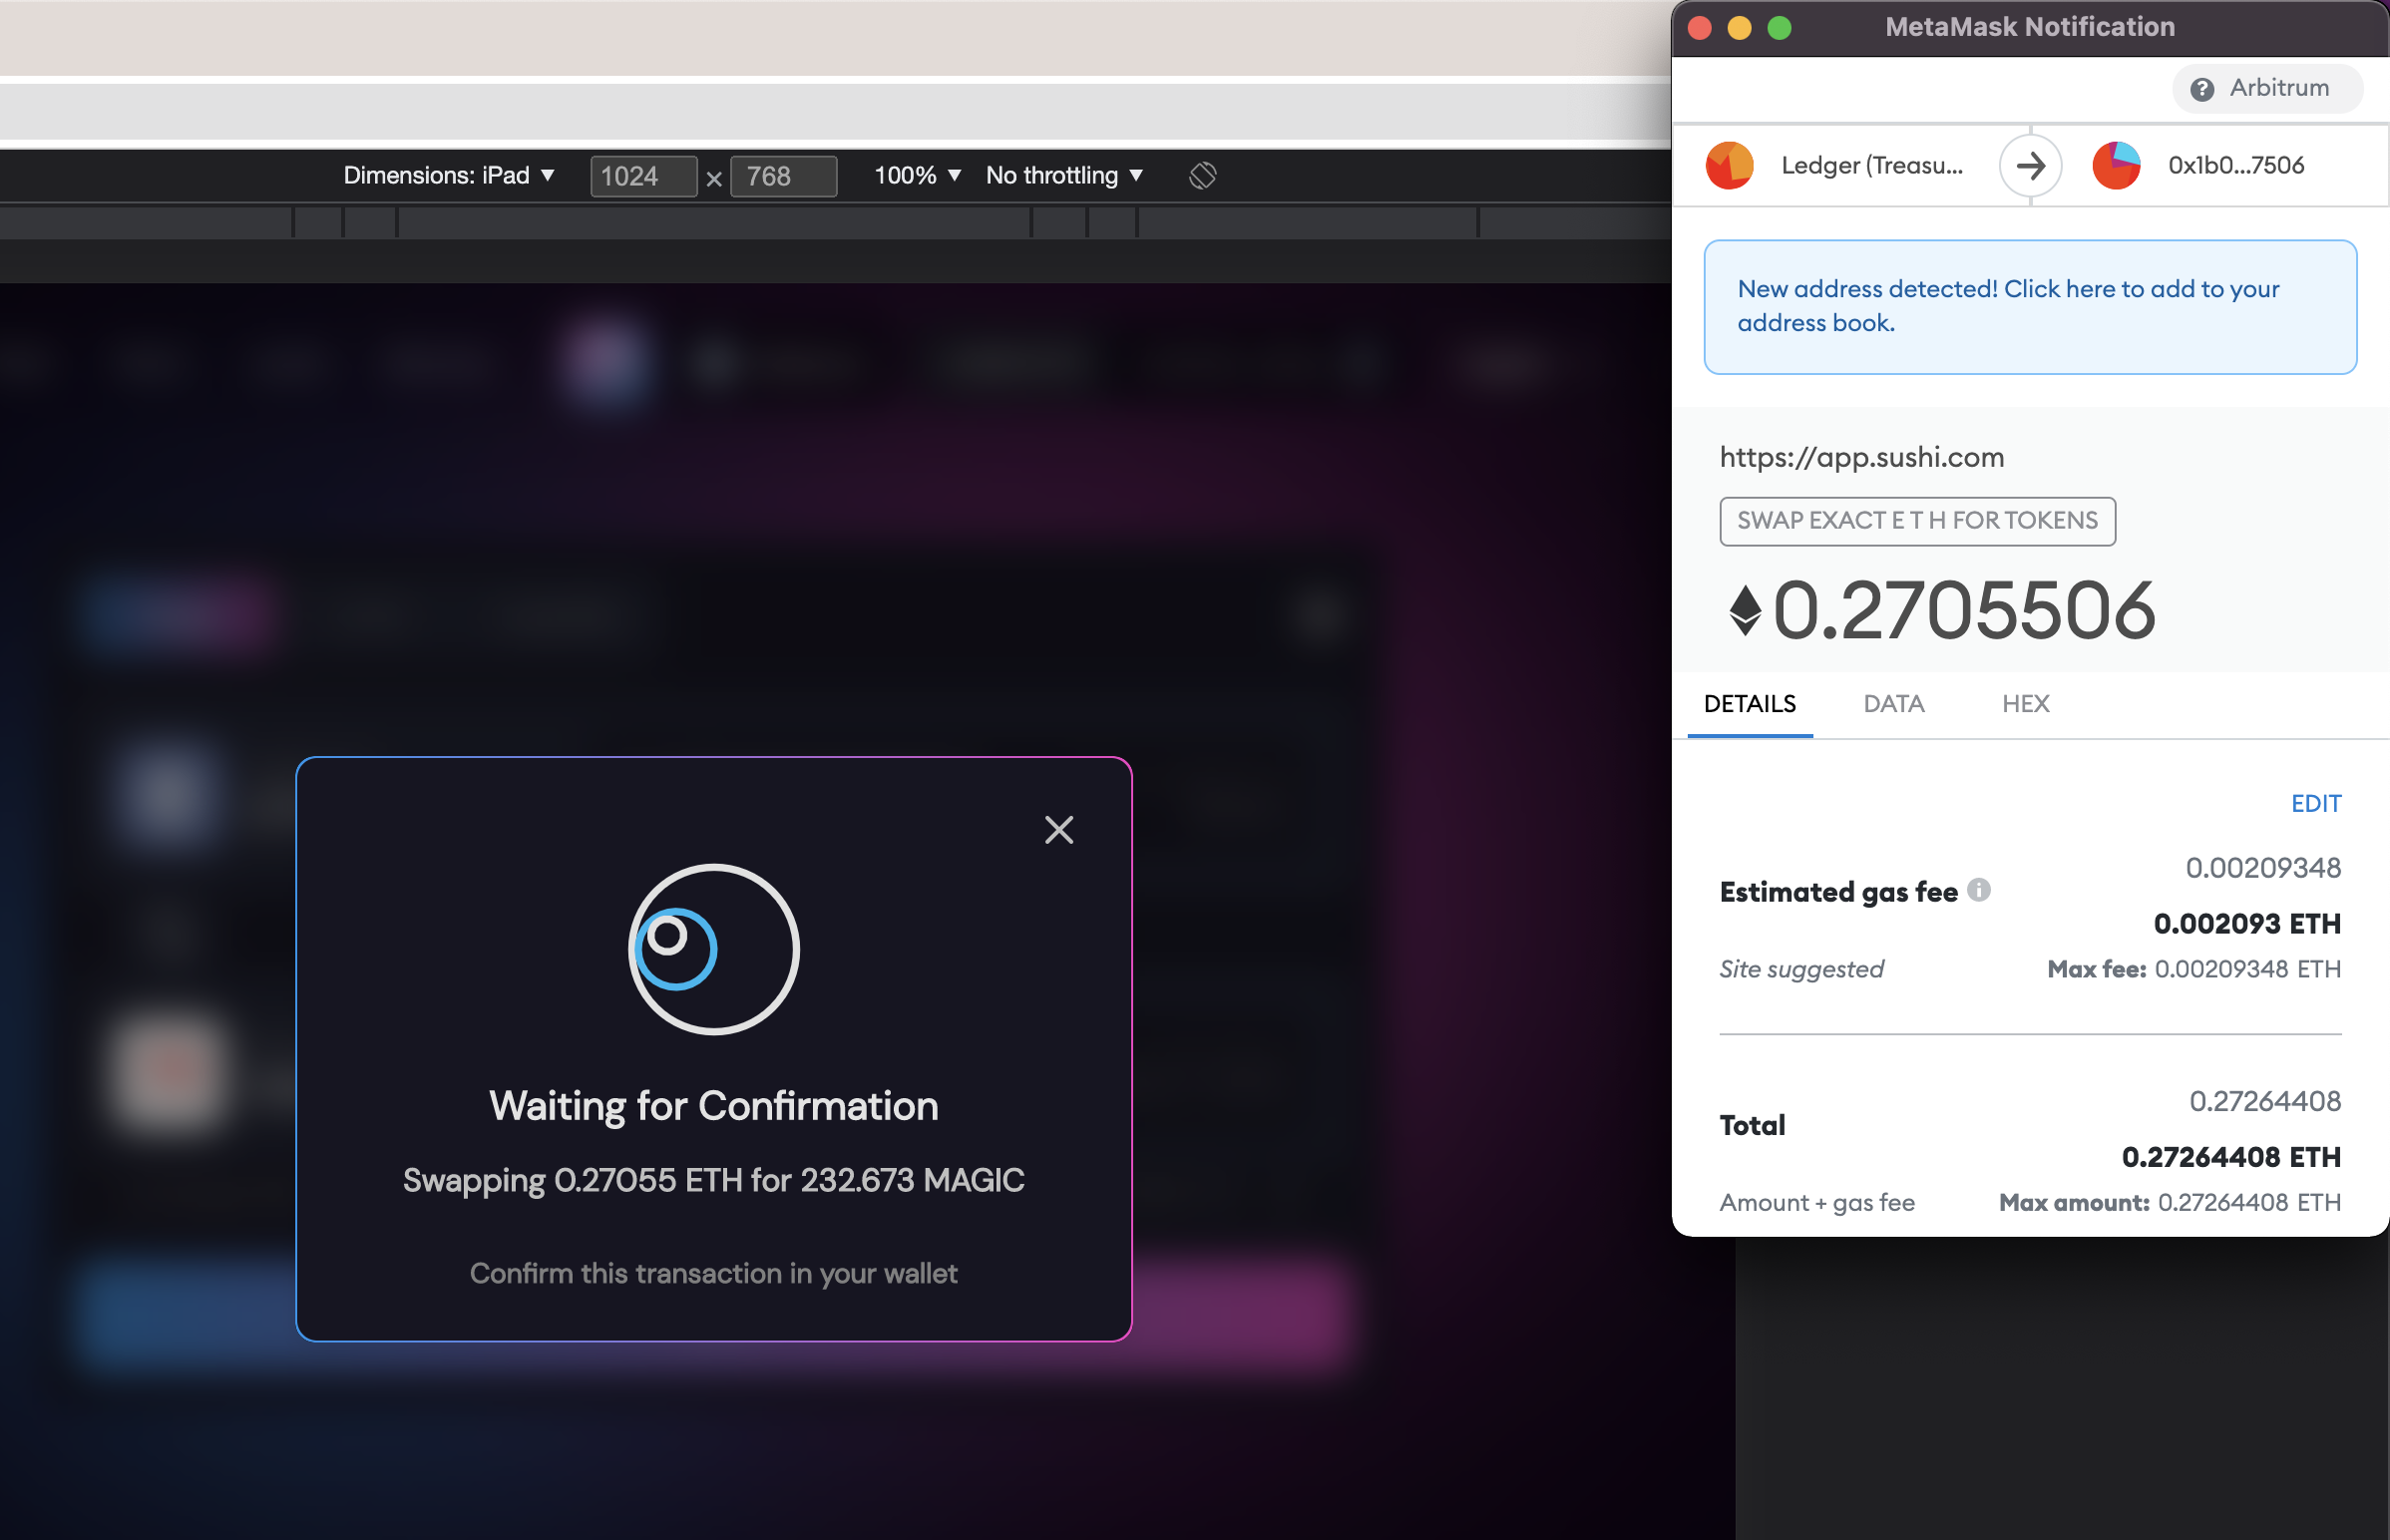 Dimensions: iPad ▼ 1024 × 768 100% ▼ No throttling ▼
Waiting for Confirmation
Swapping 0.27055 ETH for 232.673 MAGIC
Confirm this transaction in your wallet
MetaMask Notification
Arbitrum
Ledger (Treasu... 0x1b0...7506
New address detected! Click here to add to your
address book.
https://app.sushi.com
SWAP EXACT E T H FOR TOKENS
0.2705506
DETAILS DATA HEX
EDIT
0.00209348
Estimated gas fee
0.002093 ETH
Site suggested Max fee: 0.00209348 ETH
0.27264408
Total
0.27264408 ETH
Amount + gas fee Max amount: 0.27264408 ETH